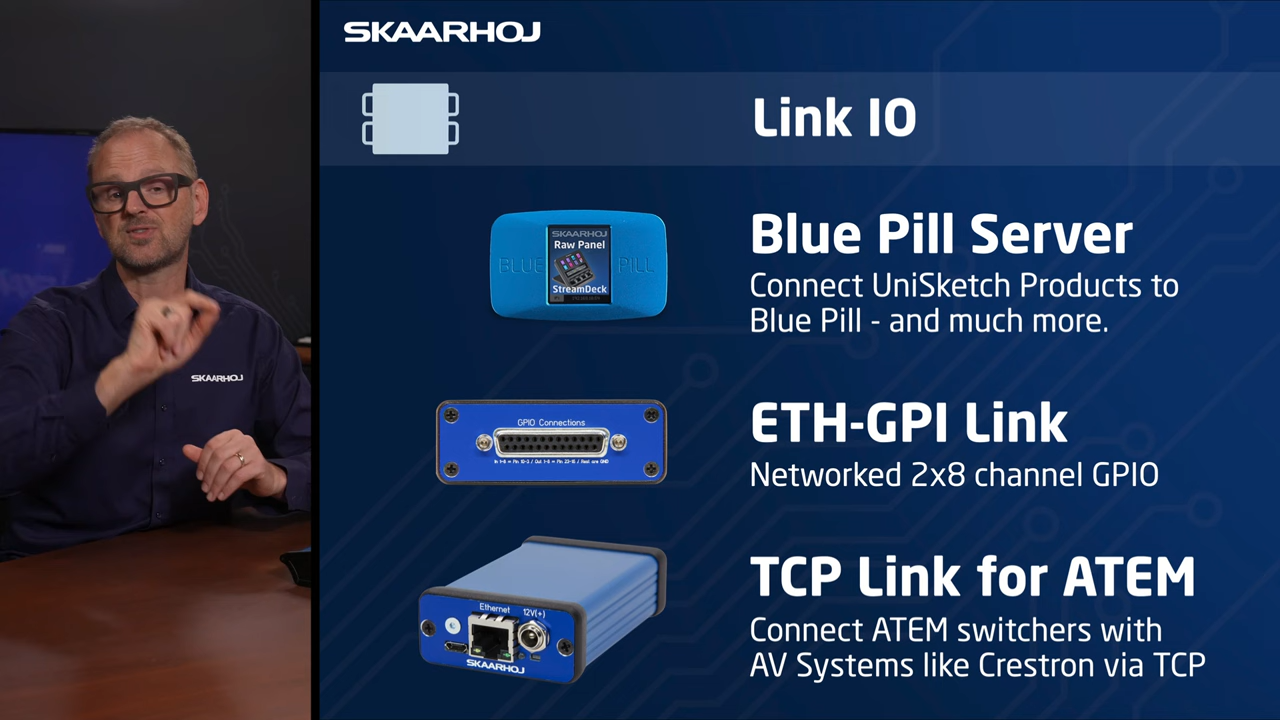 SKAARHOJ
Link IO
SKAARHOJ
Raw Panel
BLUE PILL
StreamDeck
Blue Pill Server
Connect UniSketch Products to
Blue Pill - and much more.
GPIO Connections
ETH-GPI Link
Networked 2x8 channel GPIO
SKAARHOJ
TCP Link for ATEM
Connect ATEM switchers with
AV Systems like Crestron via TCP
Ethernet 12V(+)
SKAARHOJ